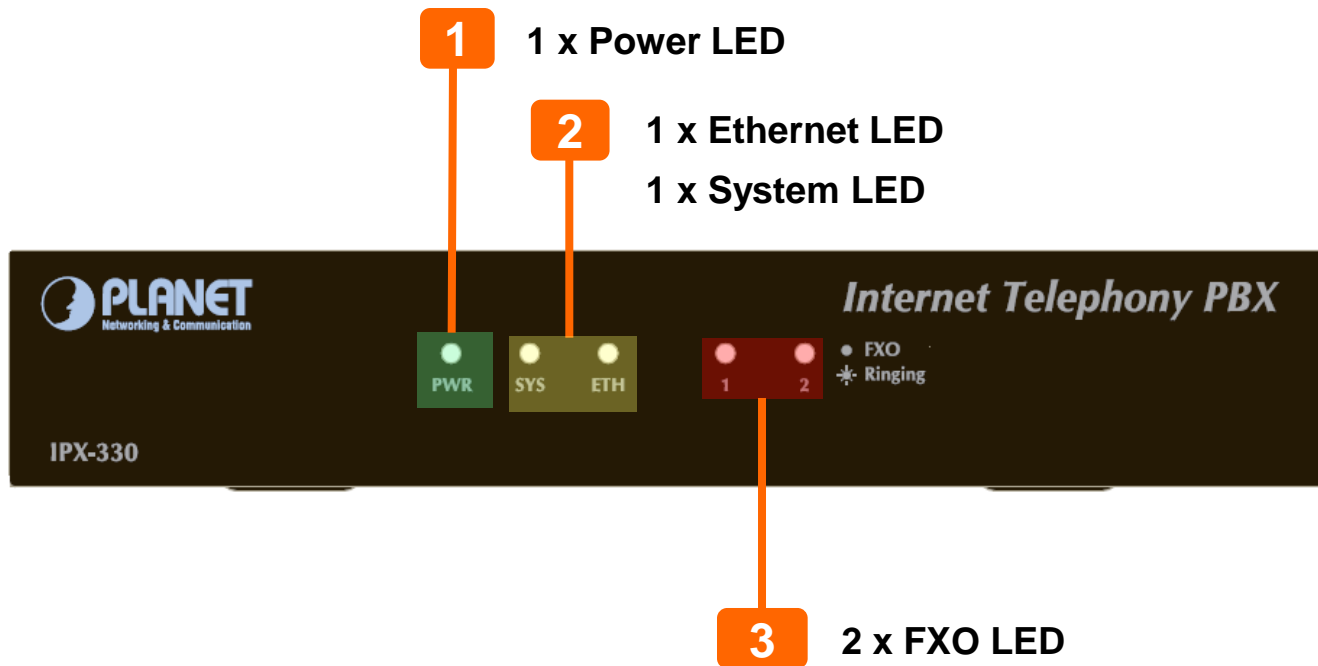 1 1 x Power LED
2 1 x Ethernet LED
1 x System LED
PLANET
Networking & Communication
Internet Telephony PBX
PWR SYS ETH 1 2
FXO
Ringing
IPX-330
3 2 x FXO LED